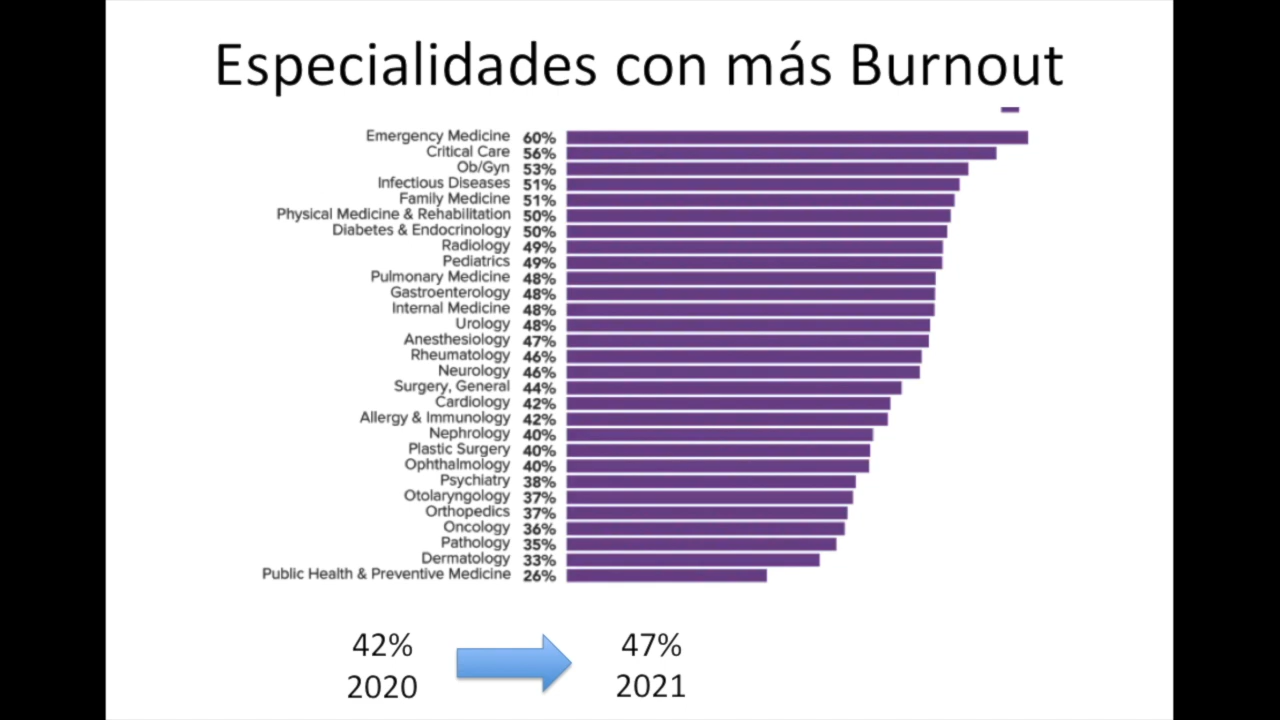 Especialidades con más Burnout
Emergency Medicine 60%
Critical Care 56%
Ob/Gyn 53%
Infectious Diseases 51%
Family Medicine 51%
Physical Medicine & Rehabilitation 50%
Diabetes & Endocrinology 50%
Radiology 49%
Pediatrics 49%
Pulmonary Medicine 48%
Gastroenterology 48%
Internal Medicine 48%
Urology 48%
Anesthesiology 47%
Rheumatology 46%
Neurology 46%
Surgery, General 44%
Cardiology 42%
Allergy & Immunology 42%
Nephrology 40%
Plastic Surgery 40%
Ophthalmology 40%
Psychiatry 38%
Otolaryngology 37%
Orthopedics 37%
Oncology 36%
Pathology 35%
Dermatology 33%
Public Health & Preventive Medicine 26%
42% 47%
2020 2021